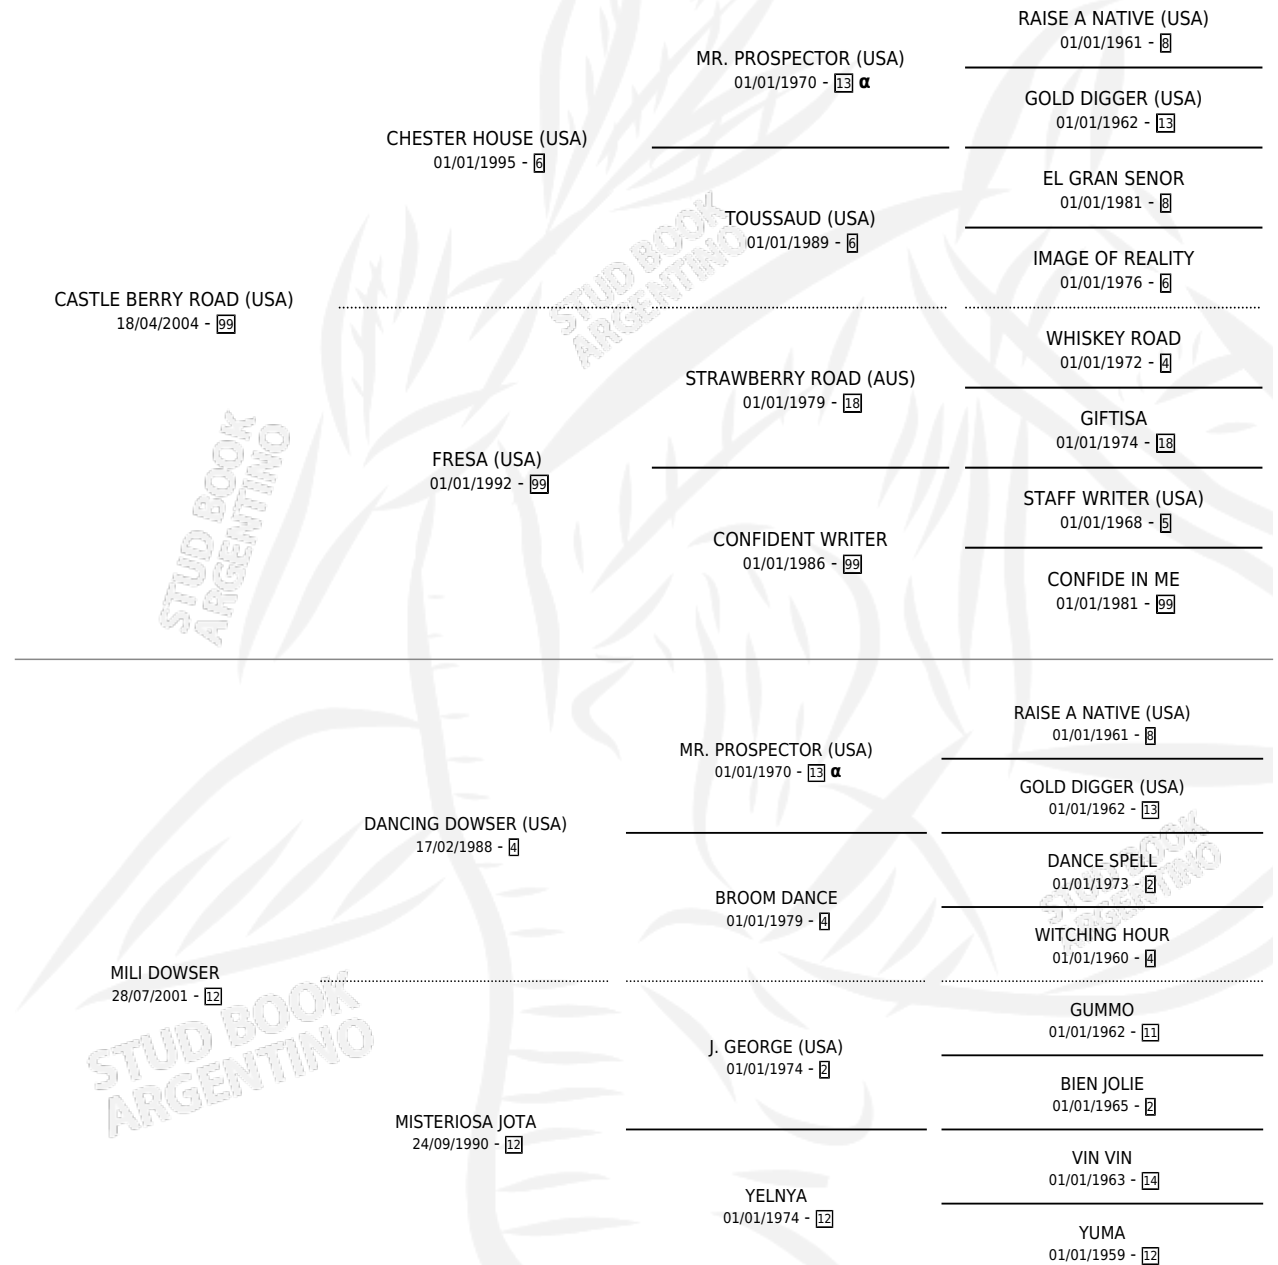 RAISE A NATIVE (USA)
01/01/1961 - 8
MR. PROSPECTOR (USA)
01/01/1970 - 13 α
GOLD DIGGER (USA)
01/01/1962 - 13
CHESTER HOUSE (USA)
01/01/1995 - 6
EL GRAN SENOR
01/01/1981 - 8
TOUSSAUD (USA)
01/01/1989 - 6
IMAGE OF REALITY
01/01/1976 - 6
CASTLE BERRY ROAD (USA)
18/04/2004 - 99
WHISKEY ROAD
01/01/1972 - 4
STRAWBERRY ROAD (AUS)
01/01/1979 - 18
GIFTISA
01/01/1974 - 18
FRESA (USA)
01/01/1992 - 99
STAFF WRITER (USA)
01/01/1968 - 5
CONFIDENT WRITER
01/01/1986 - 99
CONFIDE IN ME
01/01/1981 - 99
RAISE A NATIVE (USA)
01/01/1961 - 8
MR. PROSPECTOR (USA)
01/01/1970 - 13 α
GOLD DIGGER (USA)
01/01/1962 - 13
DANCING DOWSER (USA)
17/02/1988 - 4
DANCE SPELL
01/01/1973 - 2
BROOM DANCE
01/01/1979 - 4
WITCHING HOUR
01/01/1960 - 4
MILI DOWSER
28/07/2001 - 12
GUMMO
01/01/1962 - 11
J. GEORGE (USA)
01/01/1974 - 2
BIEN JOLIE
01/01/1965 - 2
MISTERIOSA JOTA
24/09/1990 - 12
VIN VIN
01/01/1963 - 14
YELNYA
01/01/1974 - 12
YUMA
01/01/1959 - 12
STUD BOOK
ARGENTINO
STUD BOOK
ARGENTINO
STUD BOOK
ARGENTINO
STUD BOOK
ARGENTINO